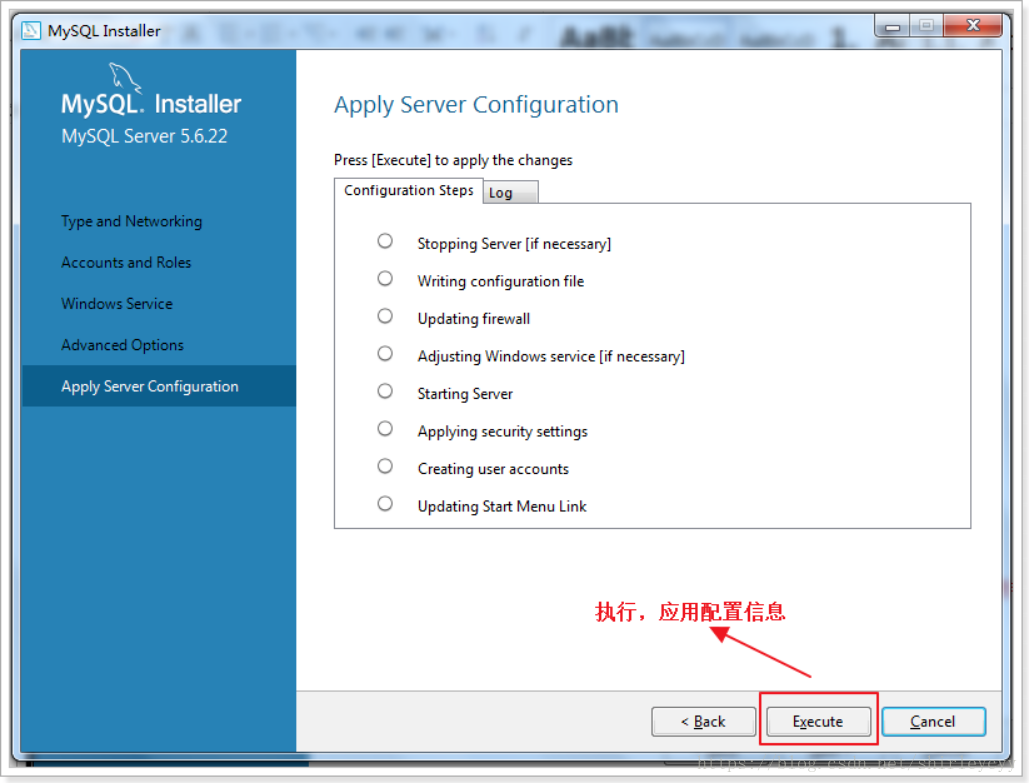 MySQL Installer
AaBb
MySQL. Installer
MySQL Server 5.6.22
Type and Networking
Accounts and Roles
Windows Service
Advanced Options
Apply Server Configuration
Apply Server Configuration
Press [Execute] to apply the changes
Configuration Steps
Log
Stopping Server [if necessary]
Writing configuration file
Updating firewall
Adjusting Windows service [if necessary]
Starting Server
Applying security settings
Creating user accounts
Updating Start Menu Link
执行，应用配置信息
< Back
Execute
Cancel